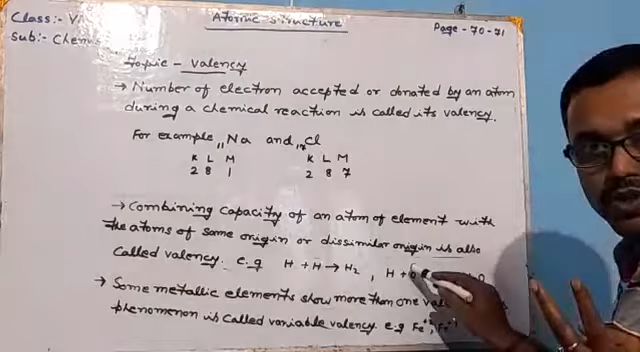 Class:- V
Atomic structure
Page - 70-71
Sub:- Chem
Topic - Valency
→ Number of electron accepted or donated by an atom
during a chemical reaction is called its valency.
For example, ₁₁Na and ₁₇Cl
K L M K L M
2 8 1 2 8 7
→ Combining capacity of an atom of element with
the atoms of same origin or dissimilar origin is also
called valency. e.g H + H → H₂, H +
→ Some metallic elements show more than one
phenomenon is called variable valency. e.g Fe⁺²,